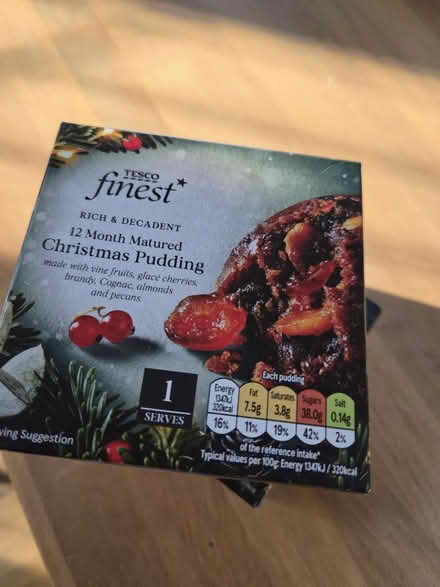 TESCO
finest*
RICH & DECADENT
12 Month Matured
Christmas Pudding
made with vine fruits, glacé cherries,
brandy, Cognac, almonds
and pecans.
1
SERVES
ving Suggestion
Each pudding
Energy 1347kJ 320kcal 16%
Fat 7.5g 11%
Saturates 3.8g 19%
Sugars 38.0g 42%
Salt 0.14g 2%
of the reference intake*
Typical values per 100g: Energy 1347kJ / 320kcal